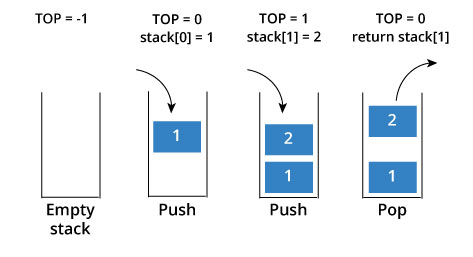 TOP = -1
TOP = 0
stack[0] = 1
TOP = 1
stack[1] = 2
TOP = 0
return stack[1]
1
2
1
2
1
Empty
stack
Push
Push
Pop